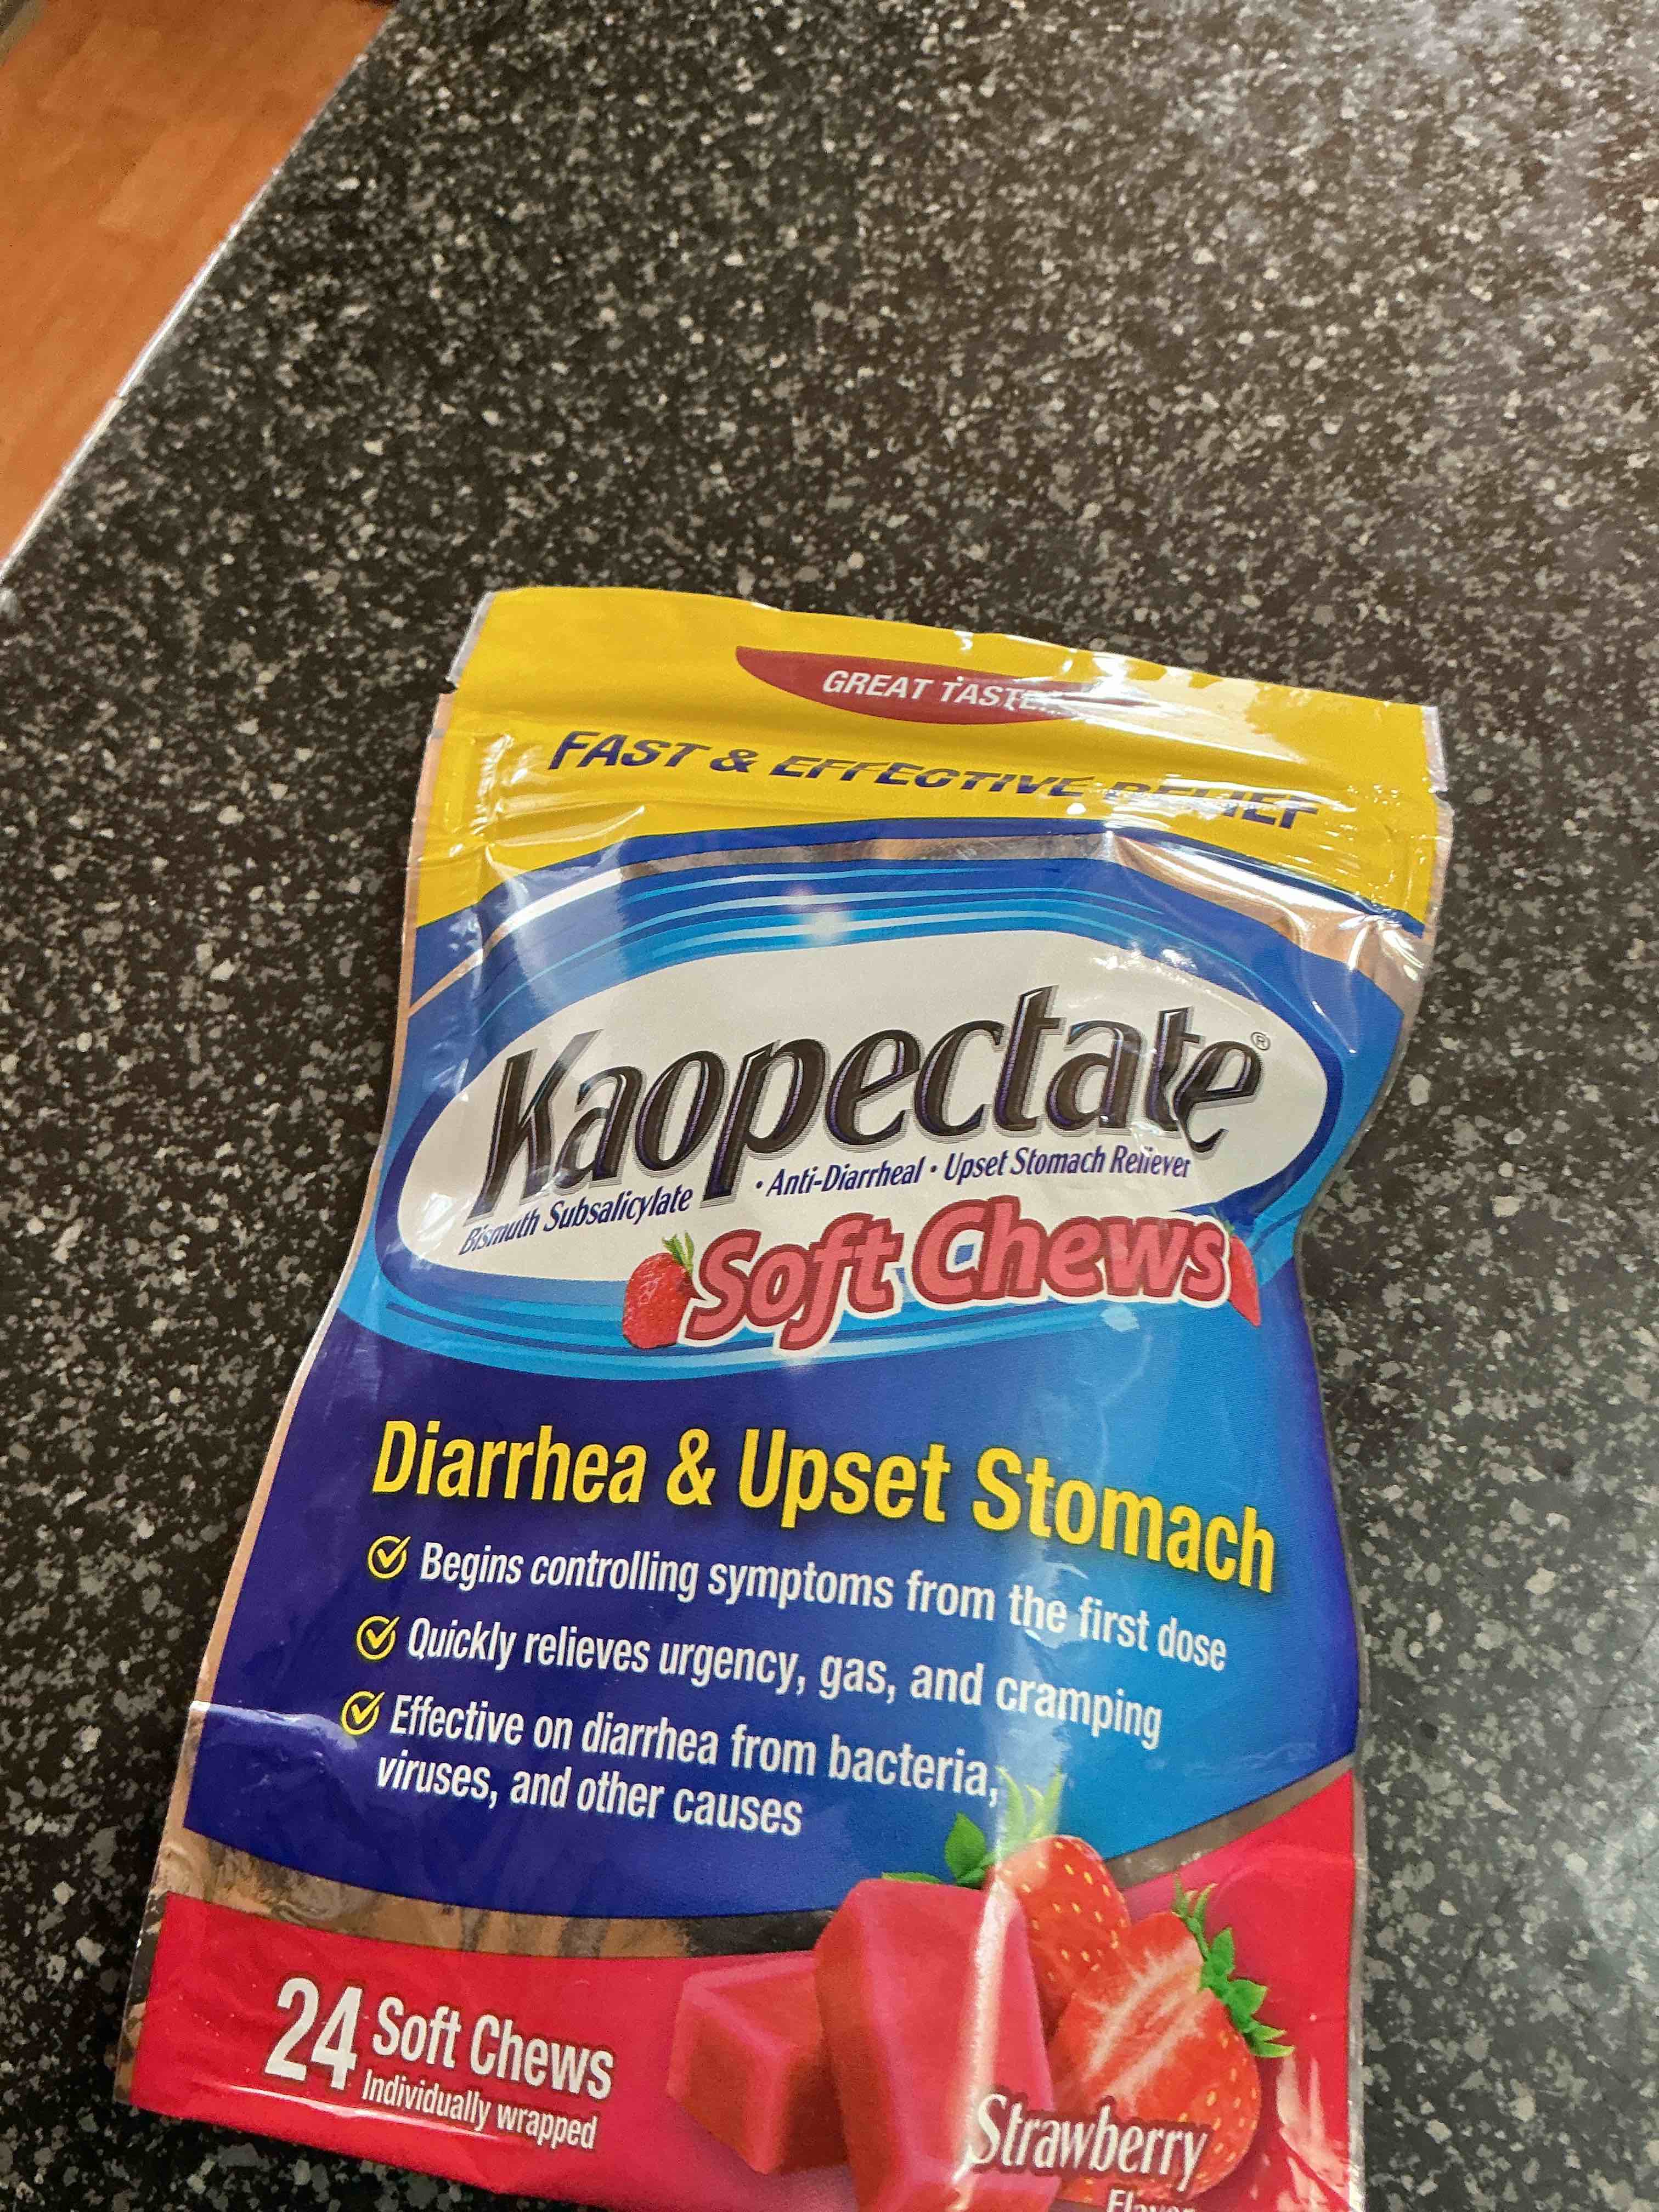 GREAT TASTE
FAST & EFFECTIVE RELIEF
Kaopectate®
Bismuth Subsalicylate • Anti-Diarrheal • Upset Stomach Reliever
Soft Chews
Diarrhea & Upset Stomach
Begins controlling symptoms from the first dose
Quickly relieves urgency, gas, and cramping
Effective on diarrhea from bacteria,
viruses, and other causes
24 Soft Chews
Individually wrapped
Strawberry
Flavor